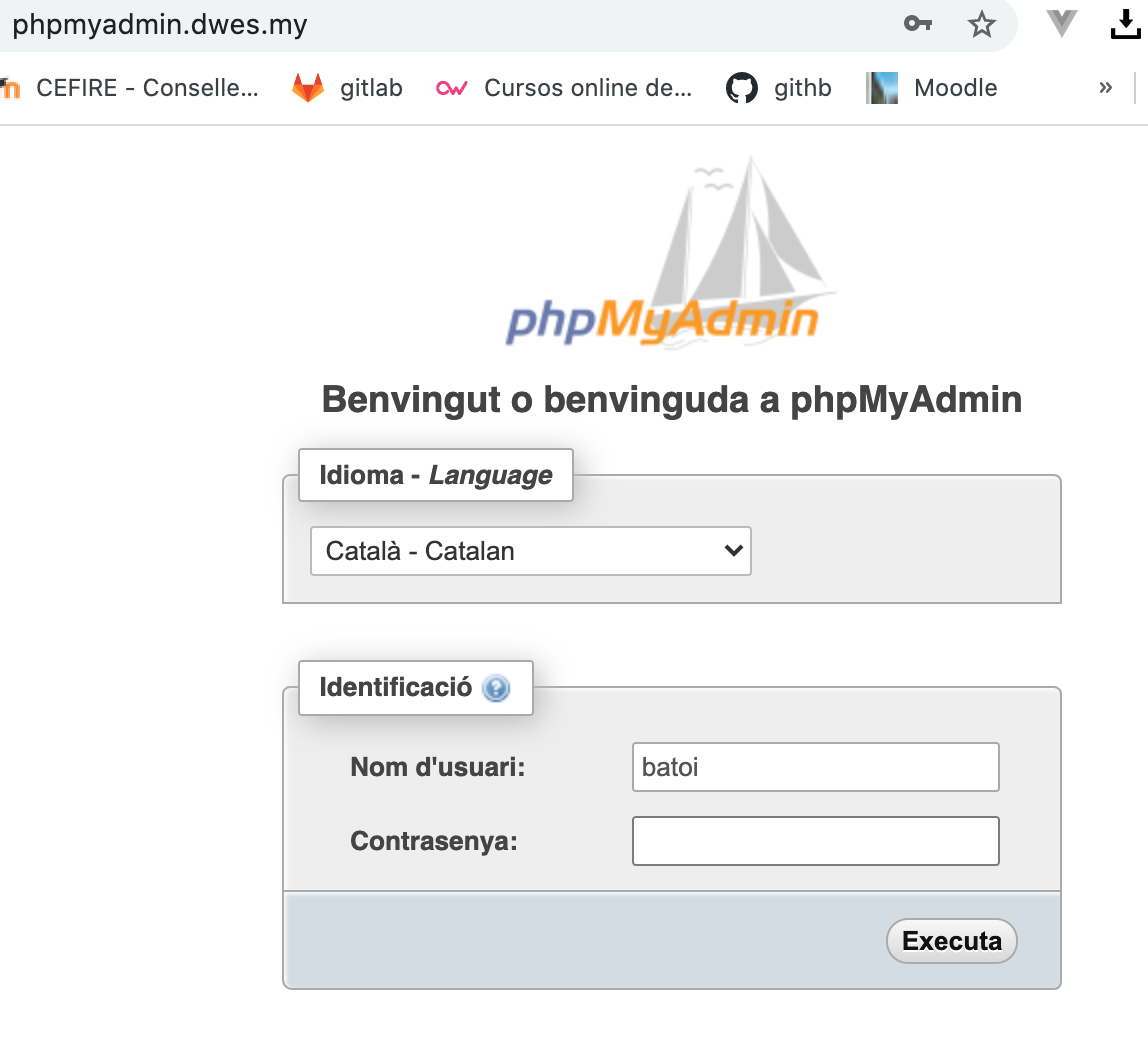 phpmyadmin.dwes.my
CEFIRE - Conselle... gitlab Cursos online de... githb Moodle »
phpMyAdmin
Benvingut o benvinguda a phpMyAdmin
Idioma - Language
Català - Catalan
Identificació
Nom d'usuari: batoi
Contrasenya:
Executa